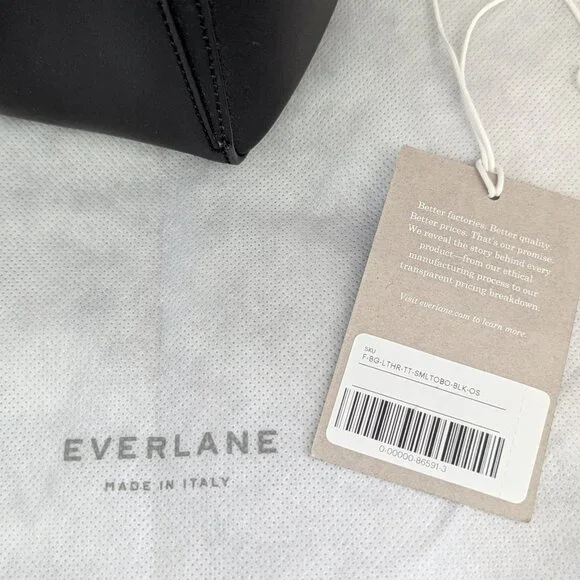 Better factories. Better quality.
Better prices. That's our promise.
We reveal the story behind every
product—from our ethical
manufacturing process to our
transparent pricing breakdown.
Visit everlane.com to learn more.
SKU
F-BG-LTHR-TT-SMLTOBO-BLK-OS
0-00000-86591-3
EVERLANE
MADE IN ITALY